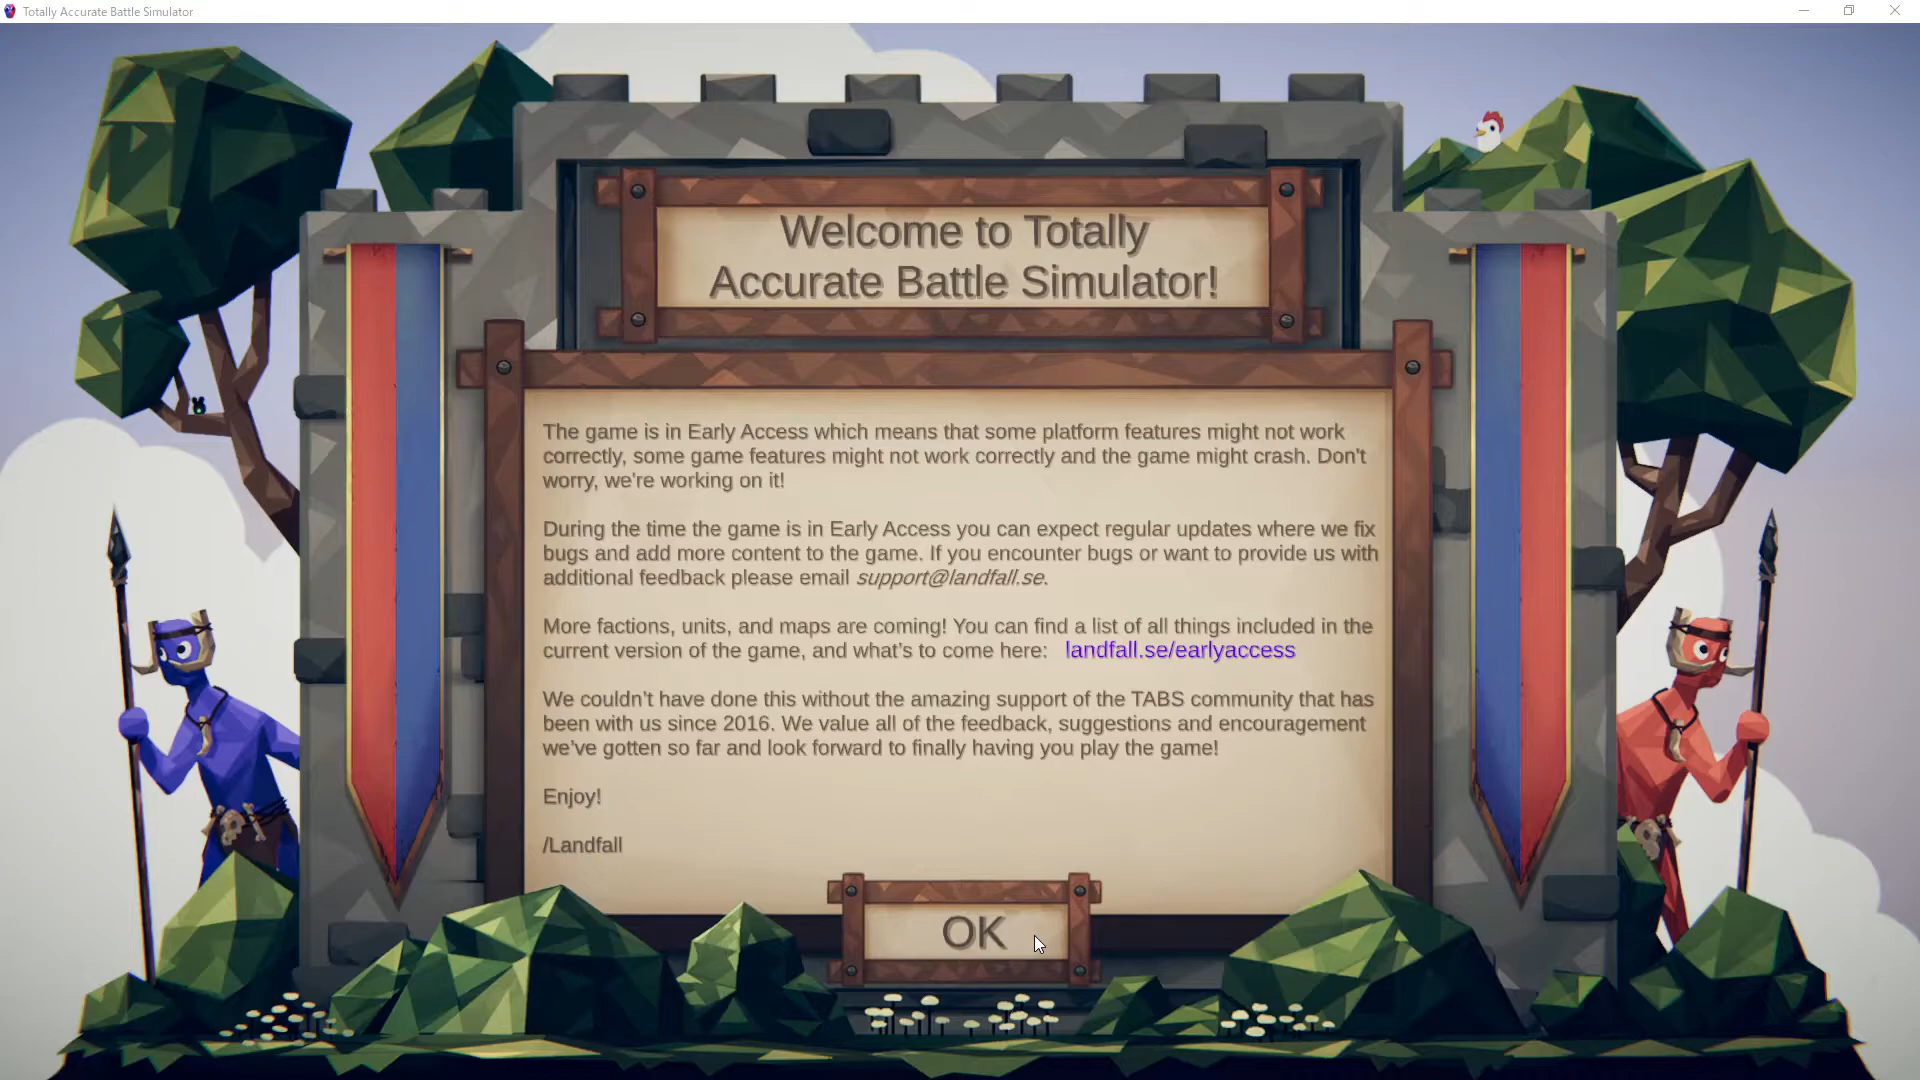 Totally Accurate Battle Simulator
Welcome to Totally
Accurate Battle Simulator!
The game is in Early Access which means that some platform features might not work
correctly, some game features might not work correctly and the game might crash. Don't
worry, we're working on it!
During the time the game is in Early Access you can expect regular updates where we fix
bugs and add more content to the game. If you encounter bugs or want to provide us with
additional feedback please email support@landfall.se.
More factions, units, and maps are coming! You can find a list of all things included in the
current version of the game, and what's to come here: landfall.se/earlyaccess
We couldn't have done this without the amazing support of the TABS community that has
been with us since 2016. We value all of the feedback, suggestions and encouragement
we've gotten so far and look forward to finally having you play the game!
Enjoy!
/Landfall
OK